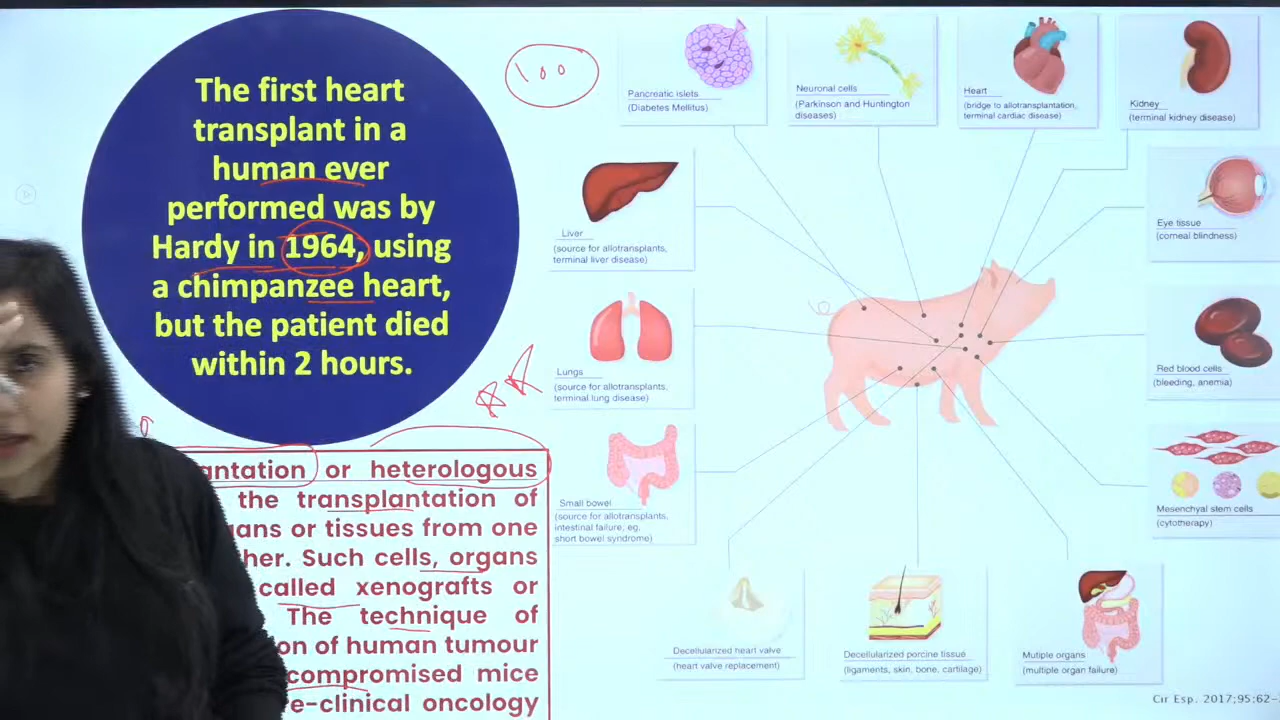 The first heart
transplant in a
human ever
performed was by
Hardy in 1964, using
a chimpanzee heart,
but the patient died
within 2 hours.
100
antation or heterologous
the transplantation of
gans or tissues from one
her. Such cells, organs
called xenografts or
The technique of
on of human tumour
compromised mice
e-clinical oncology
Pancreatic islets
(Diabetes Mellitus)
Neuronal cells
(Parkinson and Huntington
diseases)
Heart
(bridge to allotransplantation,
terminal cardiac disease)
Kidney
(terminal kidney disease)
Liver
(source for allotransplants,
terminal liver disease)
Eye tissue
(corneal blindness)
Lungs
(source for allotransplants,
terminal lung disease)
Red blood cells
(bleeding, anemia)
Small bowel
(source for allotransplants,
intestinal failure, eg,
short bowel syndrome)
Mesenchyal stem cells
(cytotherapy)
Decellularized heart valve
(heart valve replacement)
Decellularized porcine tissue
(ligaments, skin, bone, cartilage)
Mutiple organs
(multiple organ failure)
Cir Esp. 2017;95:62-